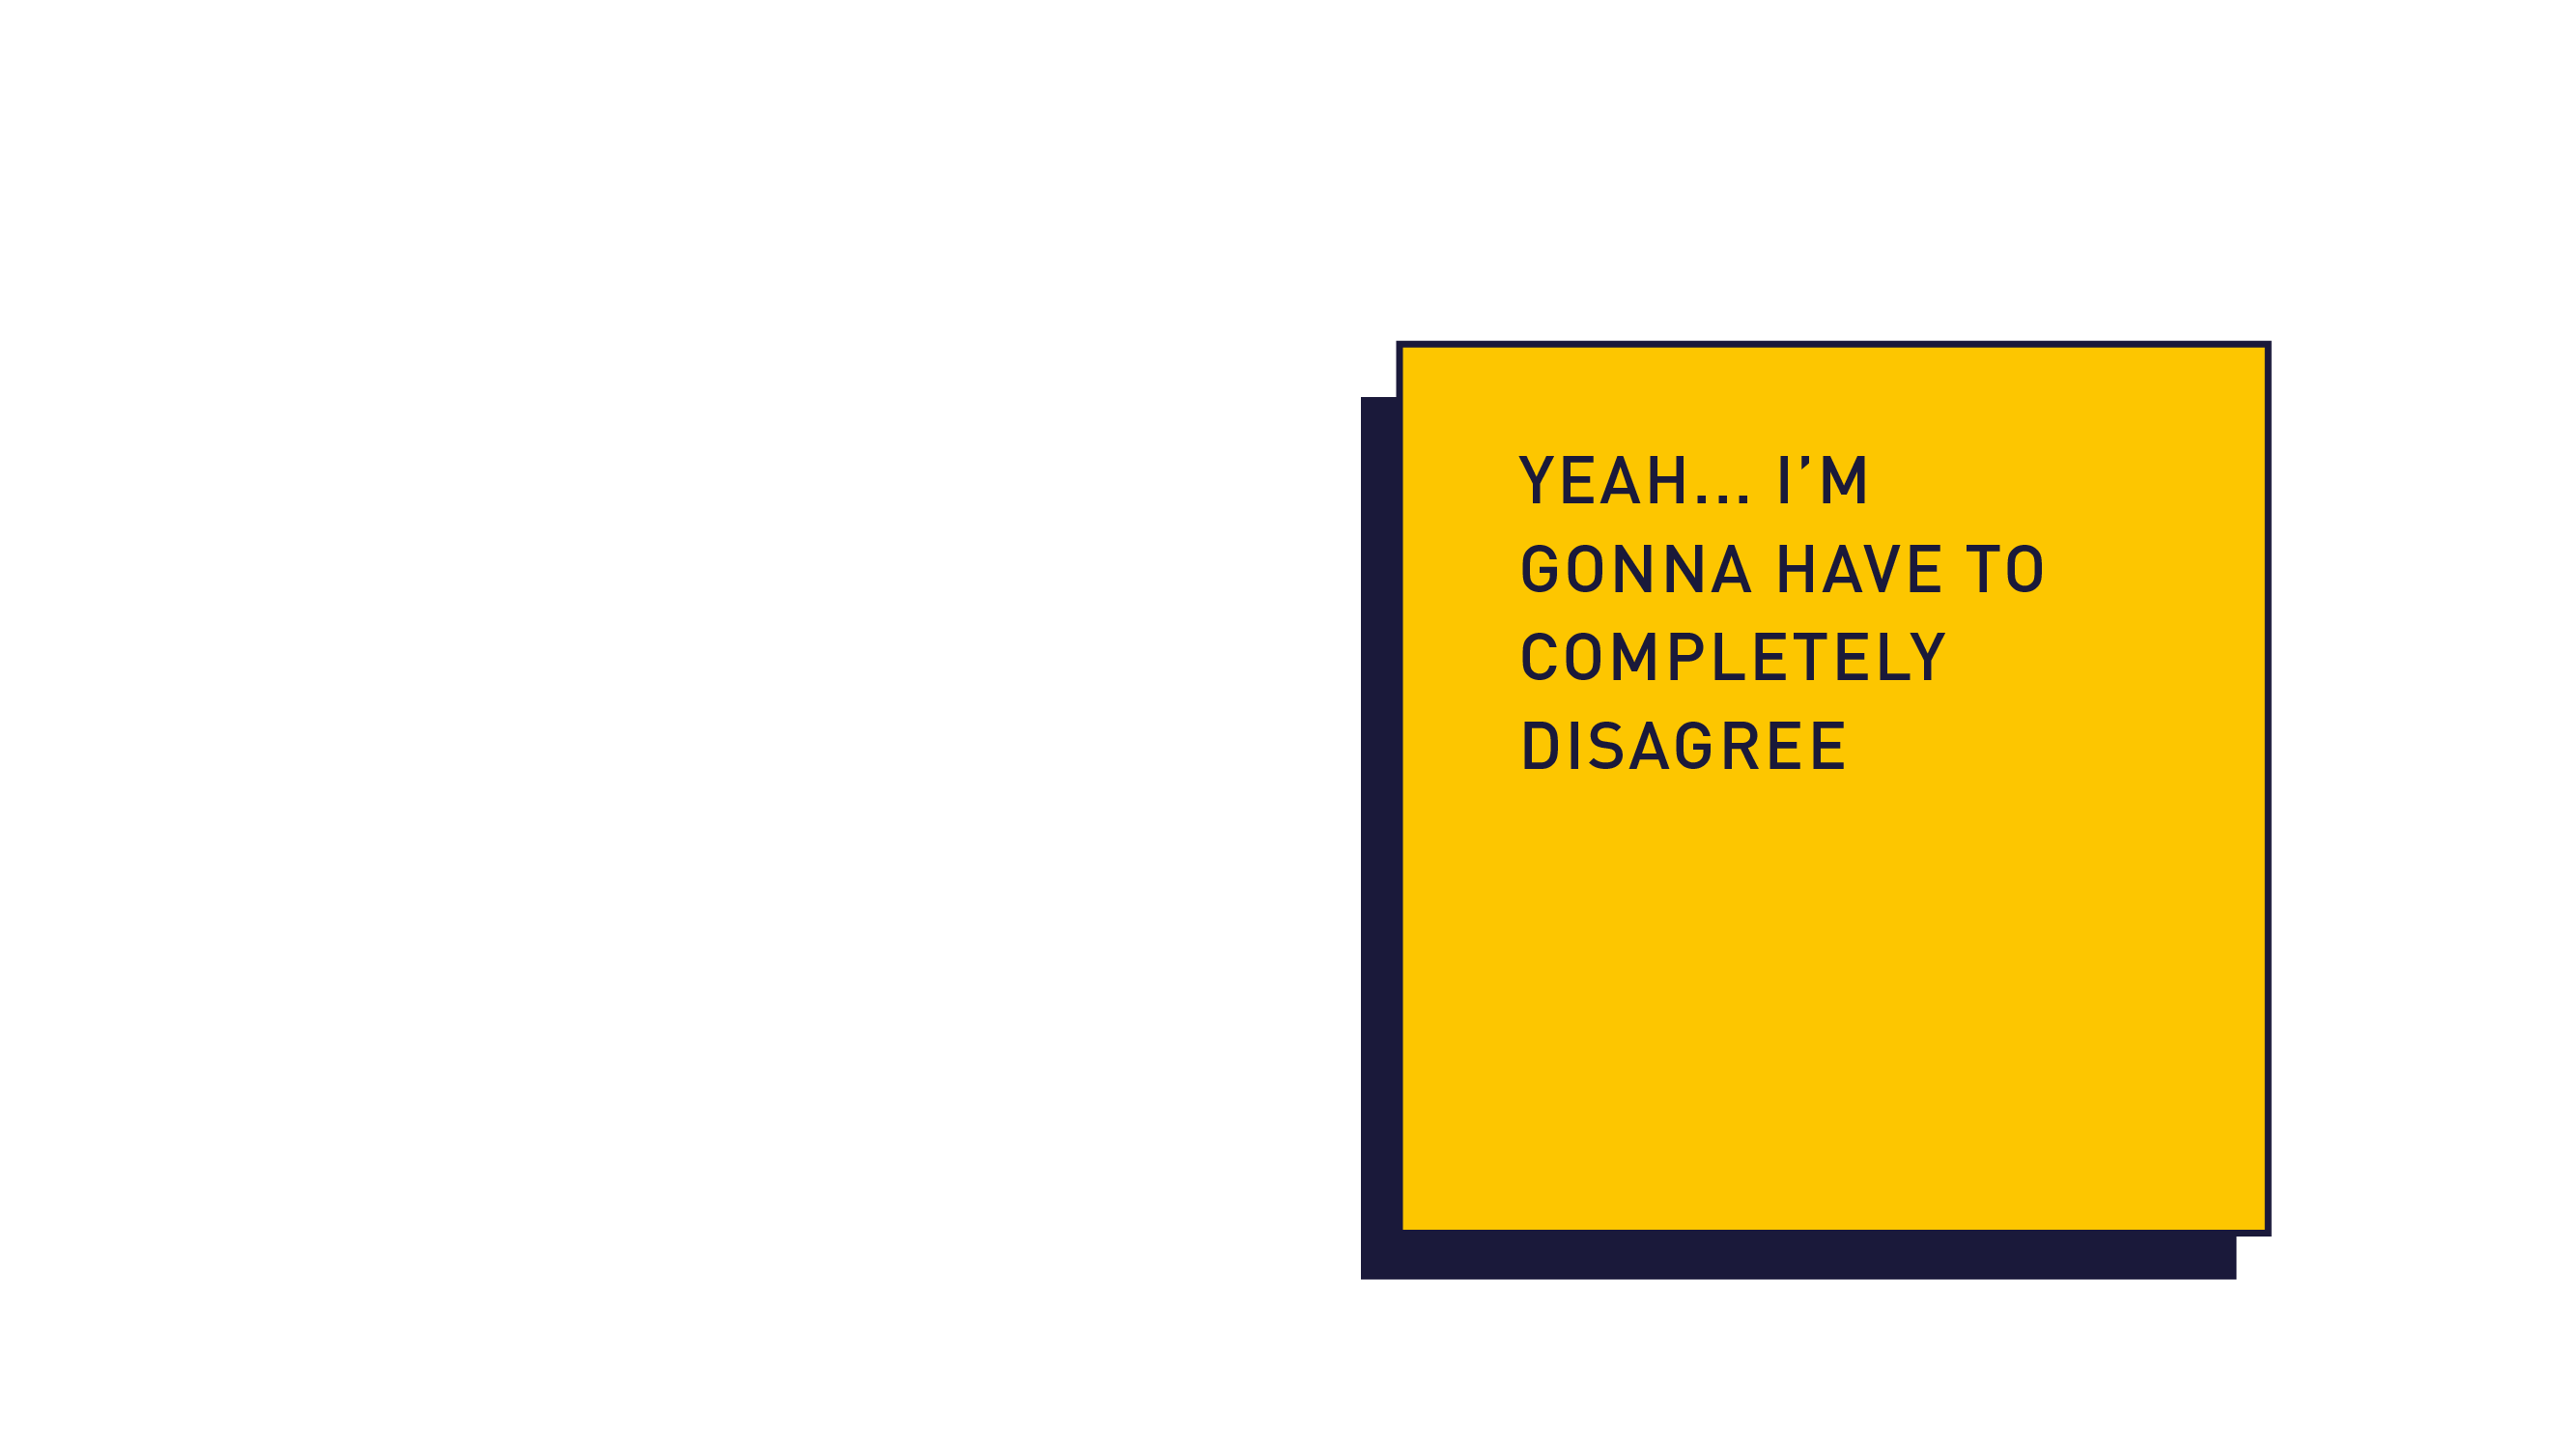 YEAH... I’M
GONNA HAVE TO
COMPLETELY
DISAGREE